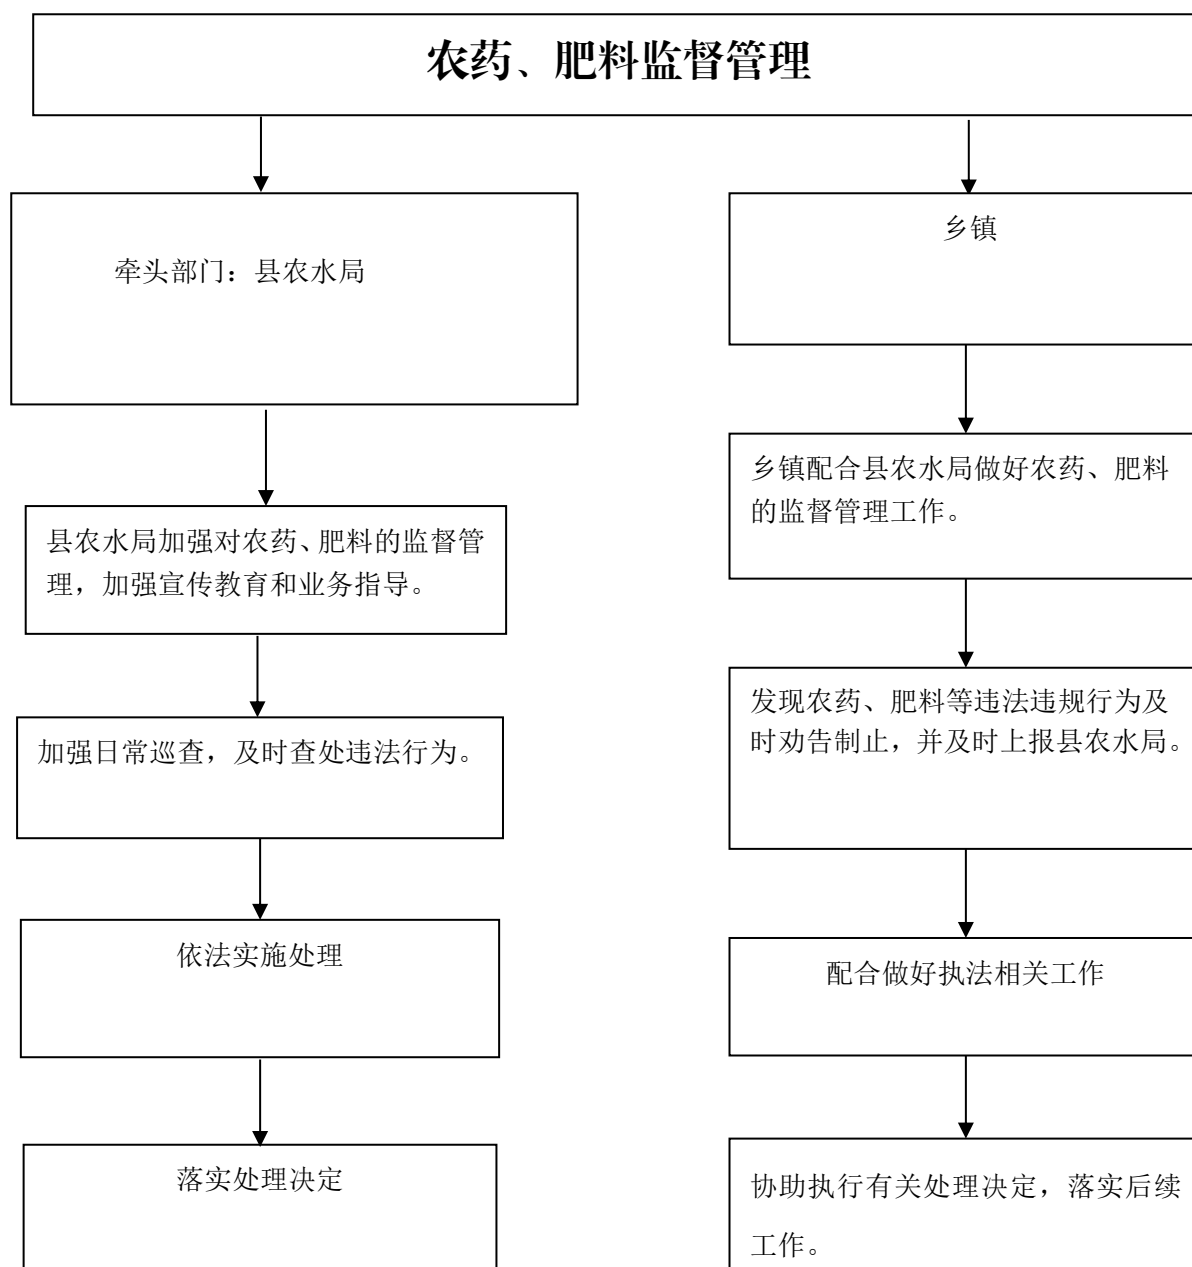 农药、肥料监督管理
牵头部门：县农水局
县农水局加强对农药、肥料的监督管
理，加强宣传教育和业务指导。
加强日常巡查，及时查处违法行为。
依法实施处理
落实处理决定
乡镇
乡镇配合县农水局做好农药、肥料
的监督管理工作。
发现农药、肥料等违法违规行为及
时劝告制止，并及时上报县农水局。
配合做好执法相关工作
协助执行有关处理决定，落实后续
工作。